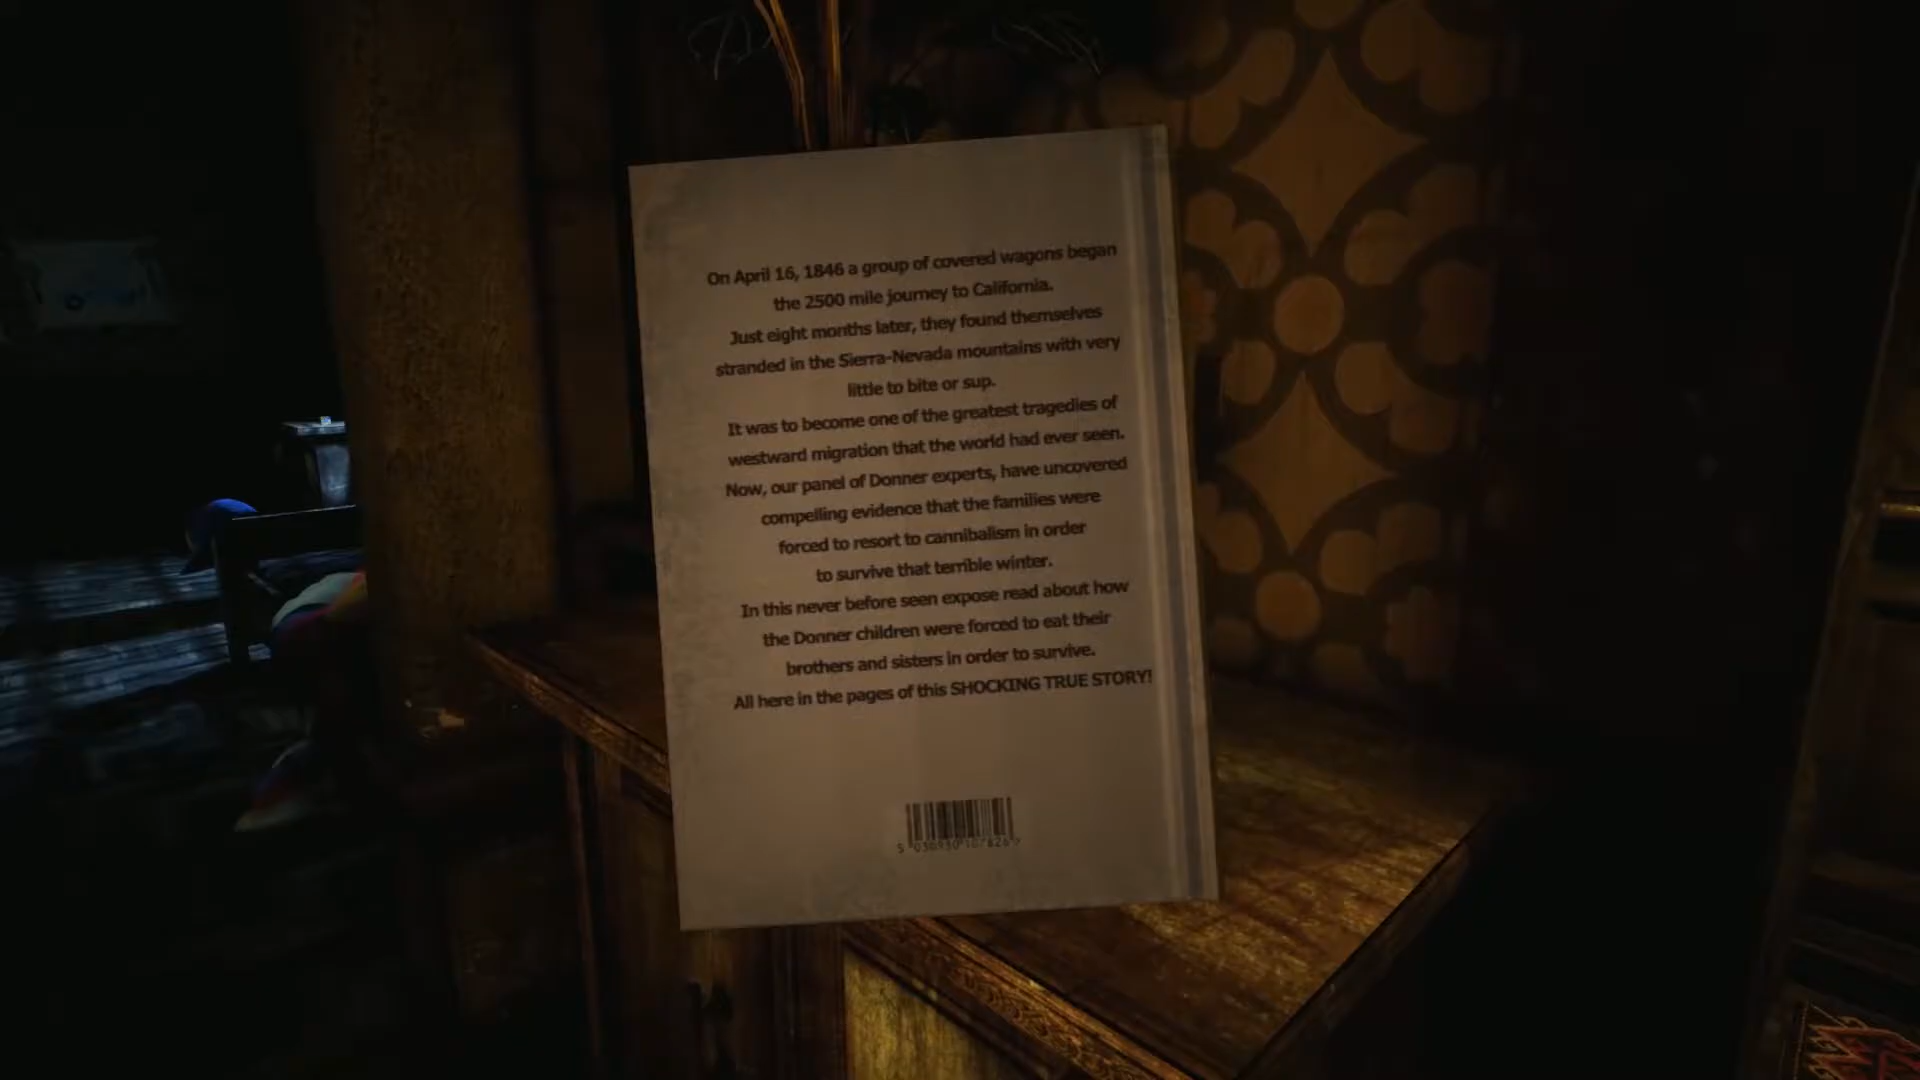 On April 16, 1846 a group of covered wagons began
the 2500 mile journey to California.
Just eight months later, they found themselves
stranded in the Sierra-Nevada mountains with very
little to bite or sup.
It was to become one of the greatest tragedies of
westward migration that the world had ever seen.
Now, our panel of Donner experts, have uncovered
compelling evidence that the families were
forced to resort to cannibalism in order
to survive that terrible winter.
In this never before seen expose read about how
the Donner children were forced to eat their
brothers and sisters in order to survive.
All here in the pages of this SHOCKING TRUE STORY!